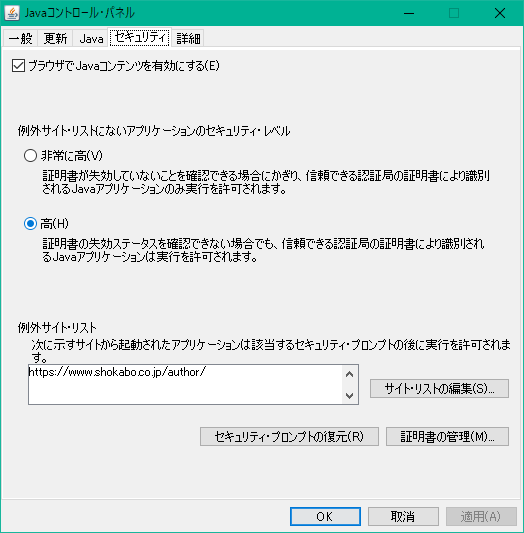 Javaコントロール・パネル
一般 更新 Java セキュリティ 詳細
ブラウザでJavaコンテンツを有効にする(E)
例外サイト・リストにないアプリケーションのセキュリティ・レベル
非常に高(V)
証明書が失効していないことを確認できる場合にかぎり、信頼できる認証局の証明書により識別
されるJavaアプリケーションのみ実行を許可されます。
高(H)
証明書の失効ステータスを確認できない場合でも、信頼できる認証局の証明書により識別され
るJavaアプリケーションは実行を許可されます。
例外サイト・リスト
次に示すサイトから起動されたアプリケーションは該当するセキュリティ・プロンプトの後に実行を許可されま
す。
https://www.shokabo.co.jp/author/
サイト・リストの編集(S)...
セキュリティ・プロンプトの復元(R)
証明書の管理(M)...
OK
取消
適用(A)